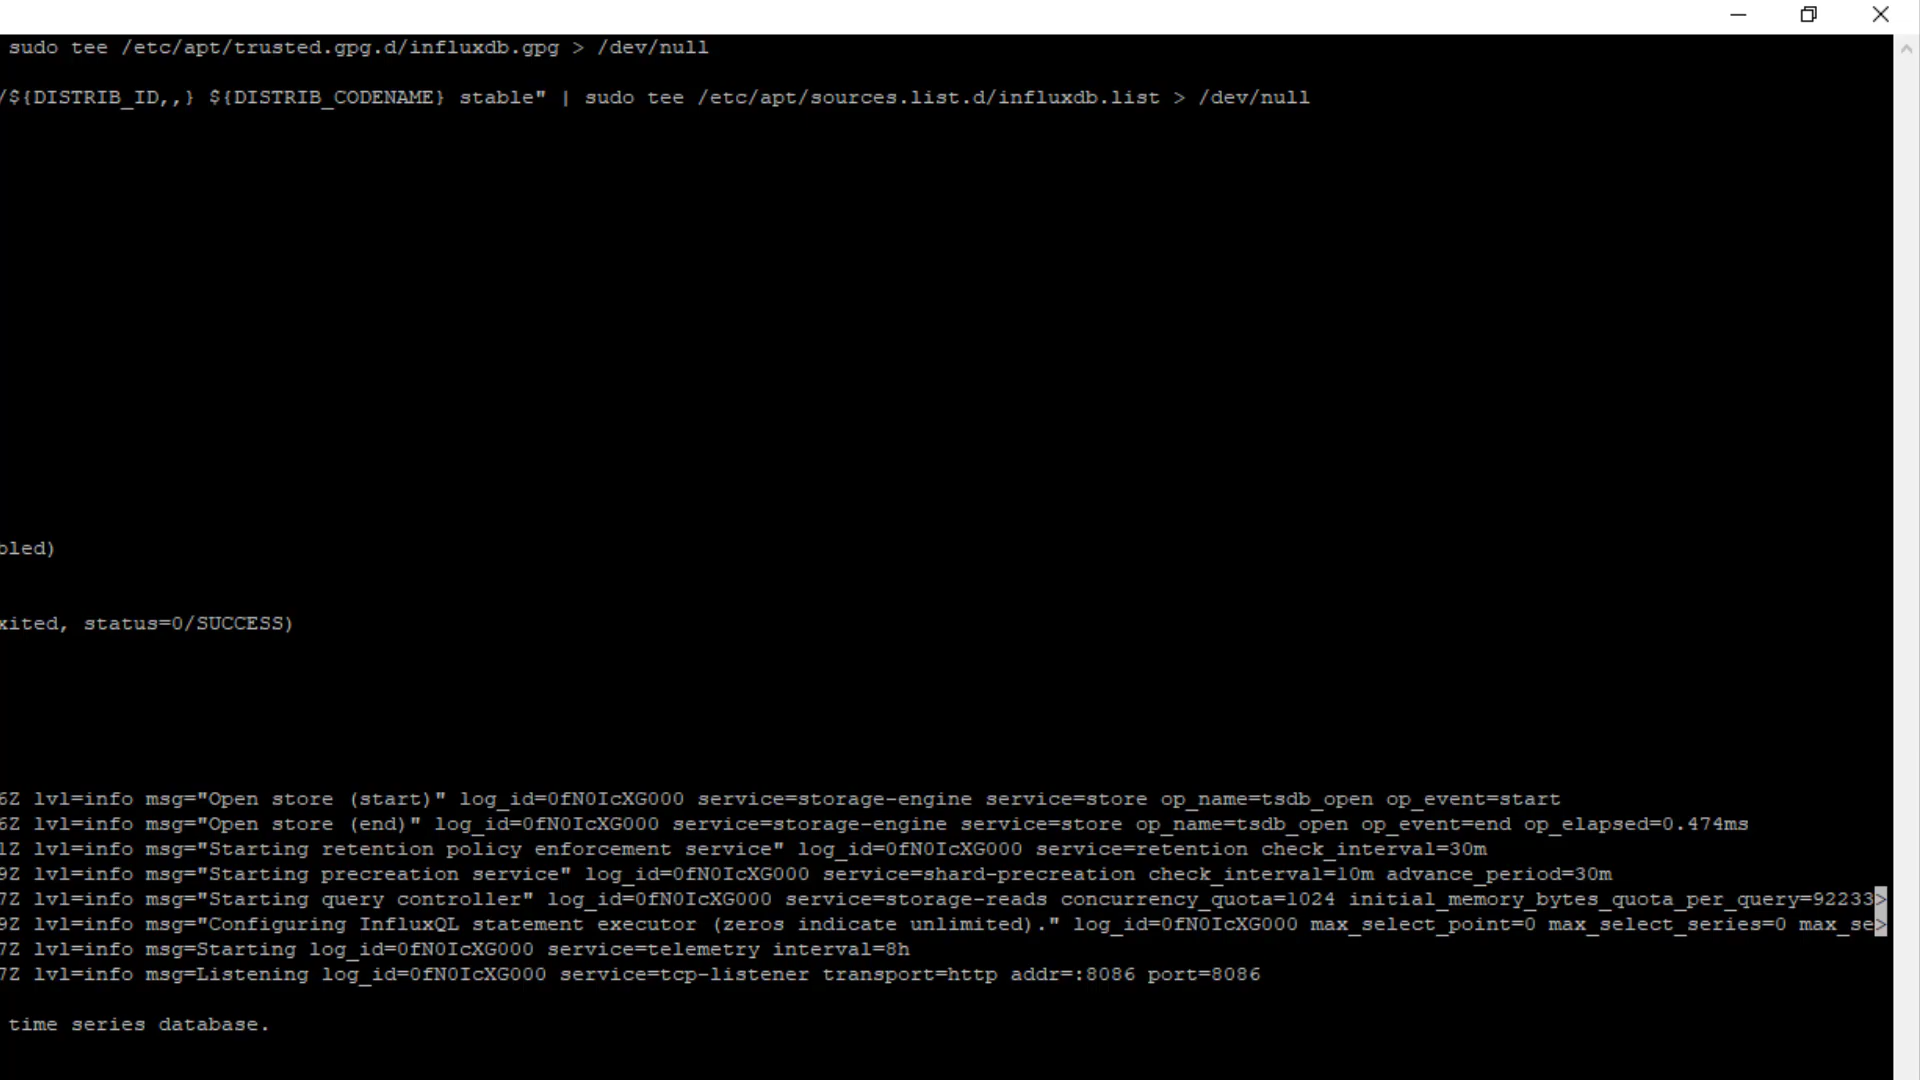 sudo tee /etc/apt/trusted.gpg.d/influxdb.gpg > /dev/null
/${DISTRIB_ID,,} ${DISTRIB_CODENAME} stable" | sudo tee /etc/apt/sources.list.d/influxdb.list > /dev/null
bled)
xited, status=0/SUCCESS)
6Z lvl=info msg="Open store (start)" log_id=0fN0IcXG000 service=storage-engine service=store op_name=tsdb_open op_event=start
6Z lvl=info msg="Open store (end)" log_id=0fN0IcXG000 service=storage-engine service=store op_name=tsdb_open op_event=end op_elapsed=0.474ms
1Z lvl=info msg="Starting retention policy enforcement service" log_id=0fN0IcXG000 service=retention check_interval=30m
9Z lvl=info msg="Starting precreation service" log_id=0fN0IcXG000 service=shard-precreation check_interval=10m advance_period=30m
7Z lvl=info msg="Starting query controller" log_id=0fN0IcXG000 service=storage-reads concurrency_quota=1024 initial_memory_bytes_quota_per_query=92233>
9Z lvl=info msg="Configuring InfluxQL statement executor (zeros indicate unlimited)." log_id=0fN0IcXG000 max_select_point=0 max_select_series=0 max_se>
7Z lvl=info msg=Starting log_id=0fN0IcXG000 service=telemetry interval=8h
7Z lvl=info msg=Listening log_id=0fN0IcXG000 service=tcp-listener transport=http addr=:8086 port=8086
time series database.